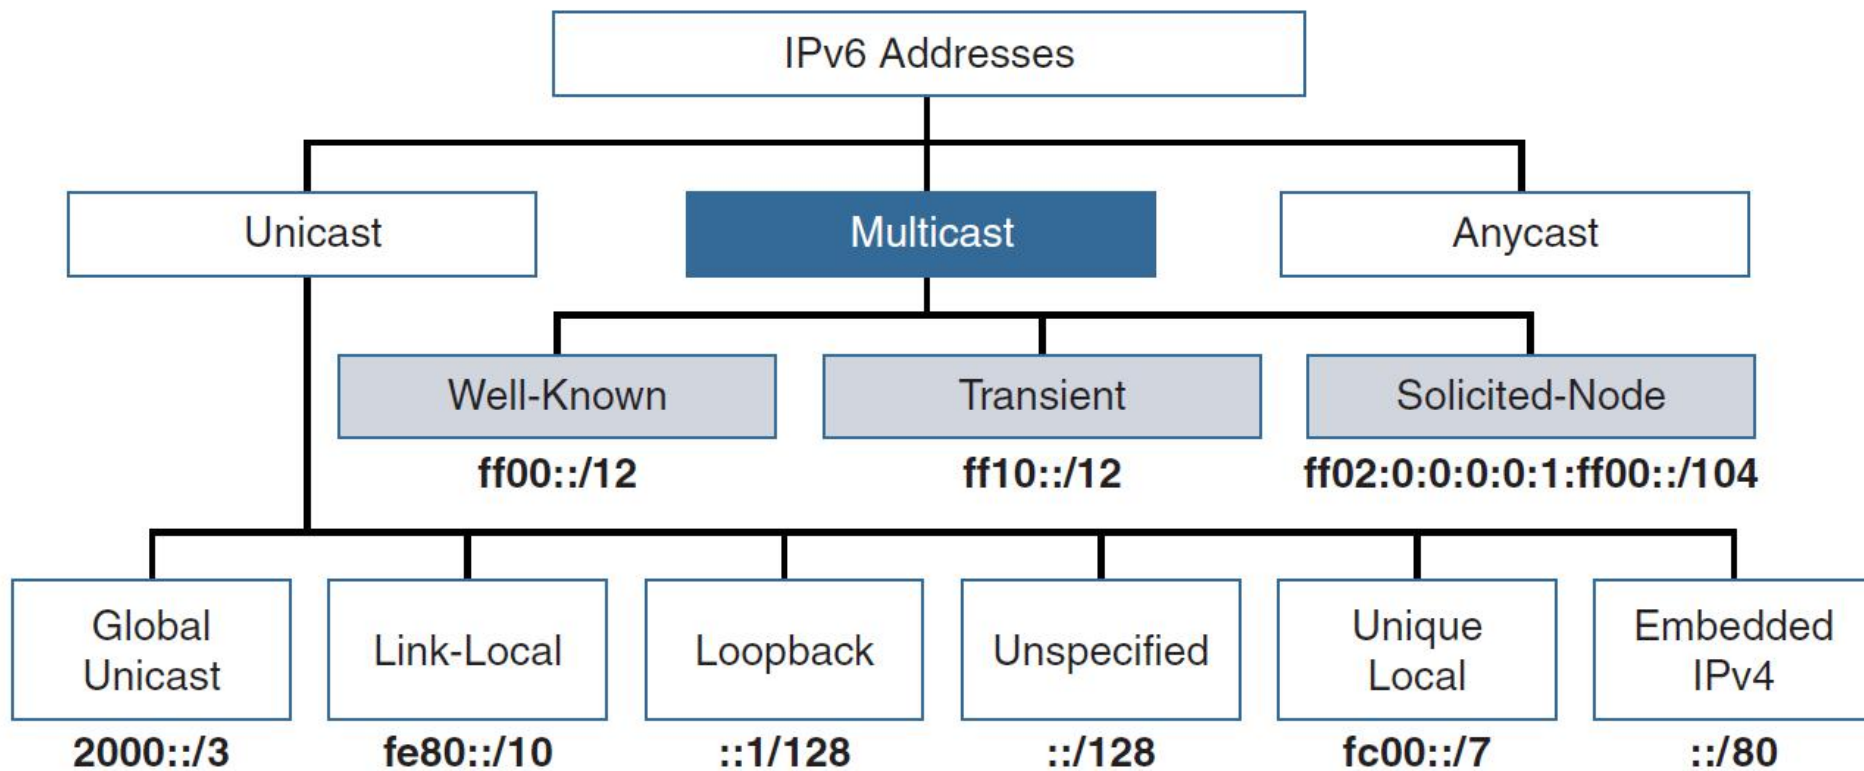 IPv6 Addresses
Unicast
Multicast
Anycast
Well-Known
Transient
Solicited-Node
ff00::/12
ff10::/12
ff02:0:0:0:0:1:ff00::/104
Global
Unicast
Link-Local
Loopback
Unspecified
Unique
Local
Embedded
IPv4
2000::/3
fe80::/10
::1/128
::/128
fc00::/7
::/80